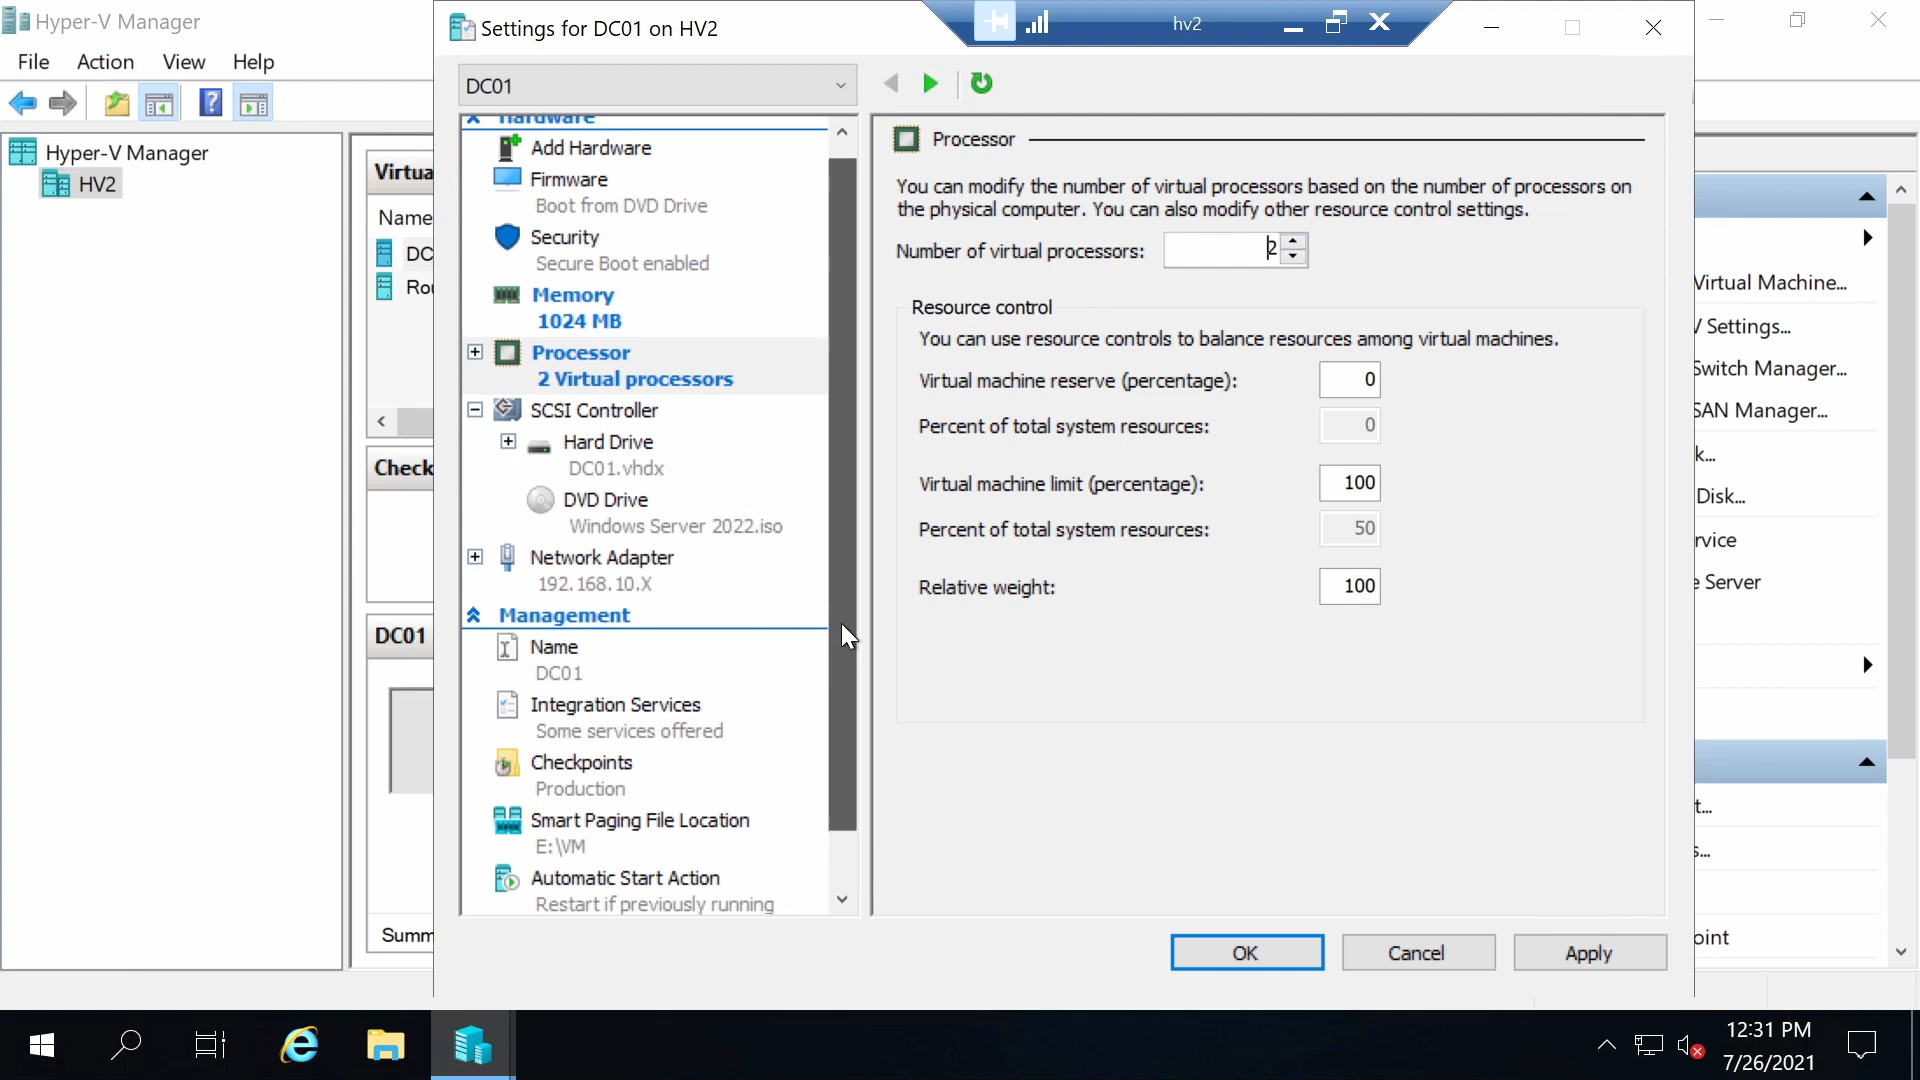 Hyper-V Manager
File Action View Help
Hyper-V Manager
HV2
Virtua
Name
DC
Rou
Check
DC01
Summ
Settings for DC01 on HV2
hv2
DC01
Hardware
Add Hardware
Firmware
Boot from DVD Drive
Security
Secure Boot enabled
Memory
1024 MB
Processor
2 Virtual processors
SCSI Controller
Hard Drive
DC01.vhdx
DVD Drive
Windows Server 2022.iso
Network Adapter
192.168.10.X
Management
Name
DC01
Integration Services
Some services offered
Checkpoints
Production
Smart Paging File Location
E:\VM
Automatic Start Action
Restart if previously running
Processor
You can modify the number of virtual processors based on the number of processors on
the physical computer. You can also modify other resource control settings.
Number of virtual processors: 2
Resource control
You can use resource controls to balance resources among virtual machines.
Virtual machine reserve (percentage): 0
Percent of total system resources: 0
Virtual machine limit (percentage): 100
Percent of total system resources: 50
Relative weight: 100
OK Cancel Apply
Virtual Machine...
V Settings...
Switch Manager...
SAN Manager...
k...
Disk...
rvice
e Server
t...
s...
oint
12:31 PM
7/26/2021